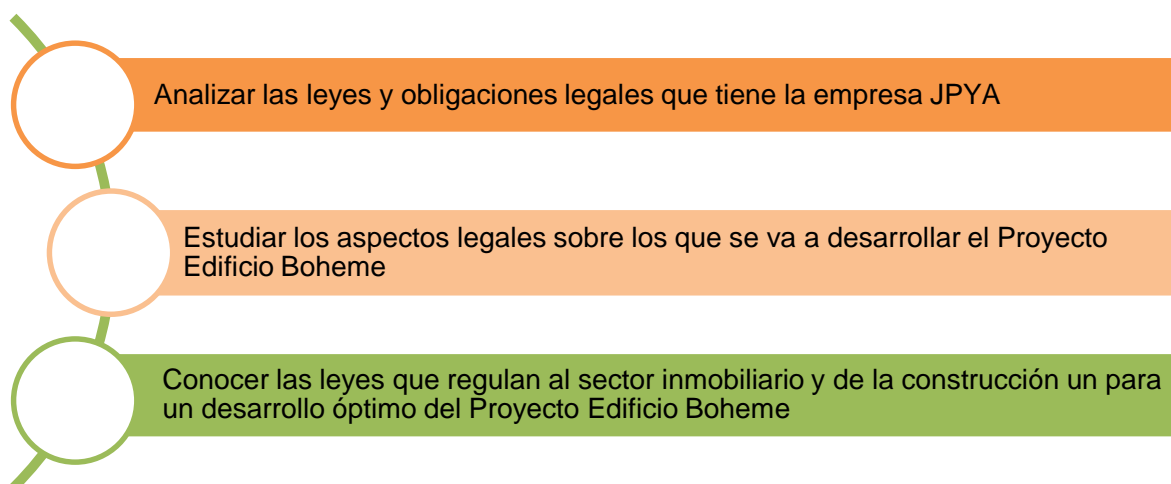 Analizar las leyes y obligaciones legales que tiene la empresa JPYA
Estudiar los aspectos legales sobre los que se va a desarrollar el Proyecto
Edificio Boheme
Conocer las leyes que regulan al sector inmobiliario y de la construcción un para
un desarrollo óptimo del Proyecto Edificio Boheme